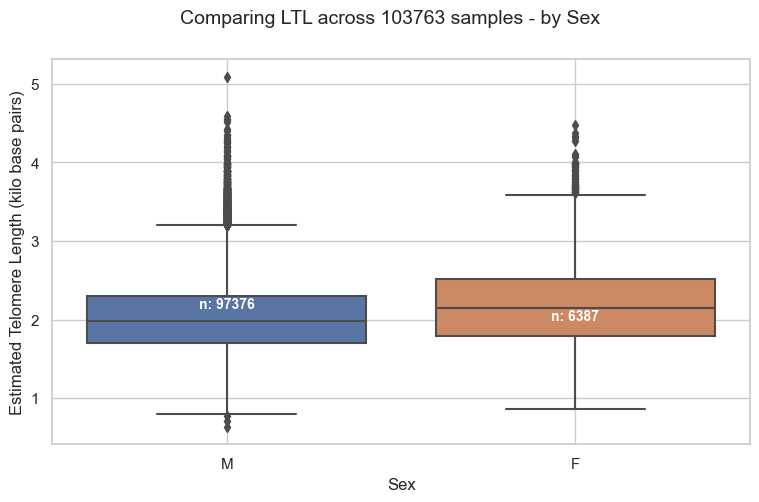 Comparing LTL across 103763 samples - by Sex
Estimated Telomere Length (kilo base pairs)
5
4
3
2
1
n: 97376
n: 6387
M
F
Sex